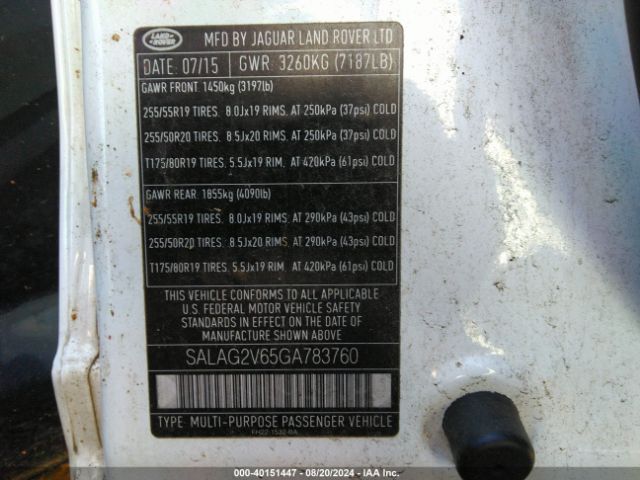 LAND ROVER
MFD BY JAGUAR LAND ROVER LTD
DATE: 07/15 GWR: 3260KG (7187LB)
GAWR FRONT: 1450kg (3197lb)
255/55R19 TIRES. 8.0Jx19 RIMS. AT 250kPa (37psi) COLD
255/50R20 TIRES. 8.5Jx20 RIMS. AT 250kPa (37psi) COLD
T175/80R19 TIRES. 5.5Jx19 RIM. AT 420kPa (61psi) COLD
GAWR REAR: 1855kg (4090lb)
255/55R19 TIRES. 8.0Jx19 RIMS. AT 290kPa (43psi) COLD
255/50R20 TIRES. 8.5Jx20 RIMS. AT 290kPa (43psi) COLD
T175/80R19 TIRES. 5.5Jx19 RIM. AT 420kPa (61psi) COLD
THIS VEHICLE CONFORMS TO ALL APPLICABLE
U.S. FEDERAL MOTOR VEHICLE SAFETY
STANDARDS IN EFFECT ON THE DATE OF
MANUFACTURE SHOWN ABOVE
SALAG2V65GA783760
TYPE: MULTI-PURPOSE PASSENGER VEHICLE
FH22-1532-BA
000-40151447 - 08/20/2024 - IAA Inc.